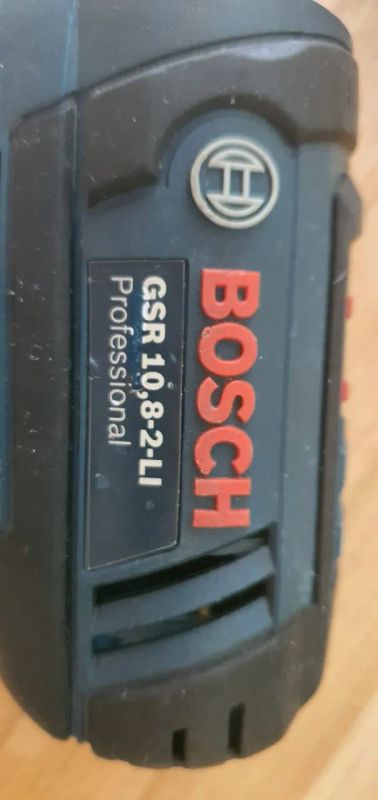 BOSCH
GSR 10,8-2-LI
Professional